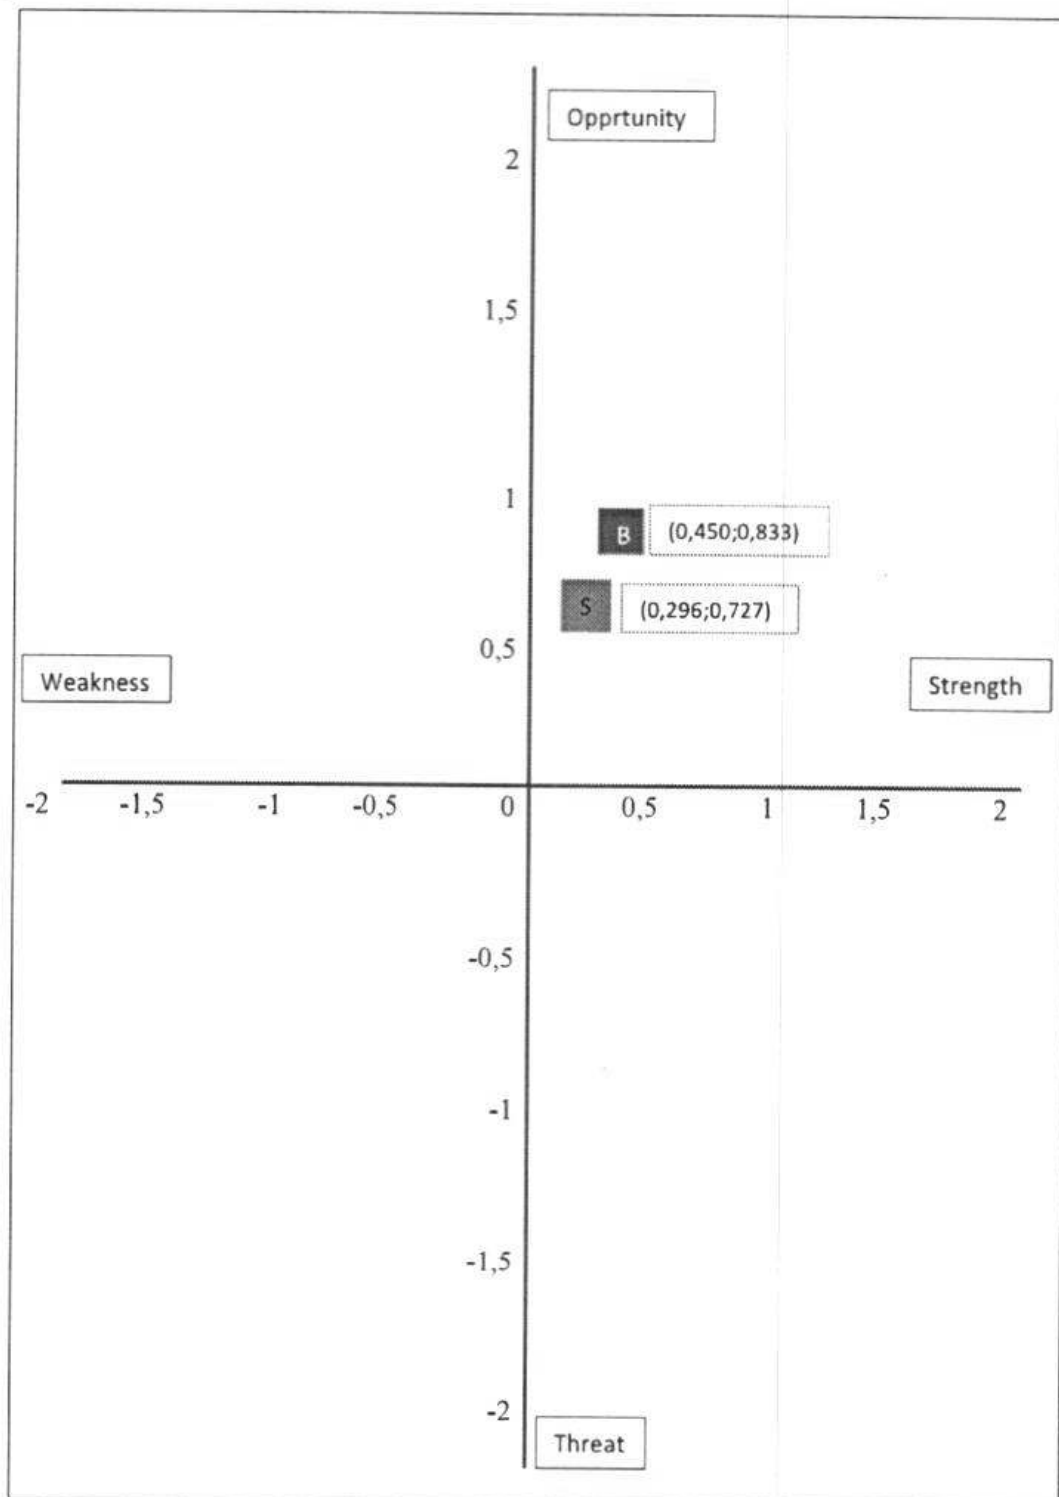 Opprtunity
2
1,5
1
B (0,450;0,833)
S (0,296;0,727)
0,5
Weakness
Strength
-2 -1,5 -1 -0,5 0 0,5 1 1,5 2
-0,5
-1
-1,5
-2
Threat